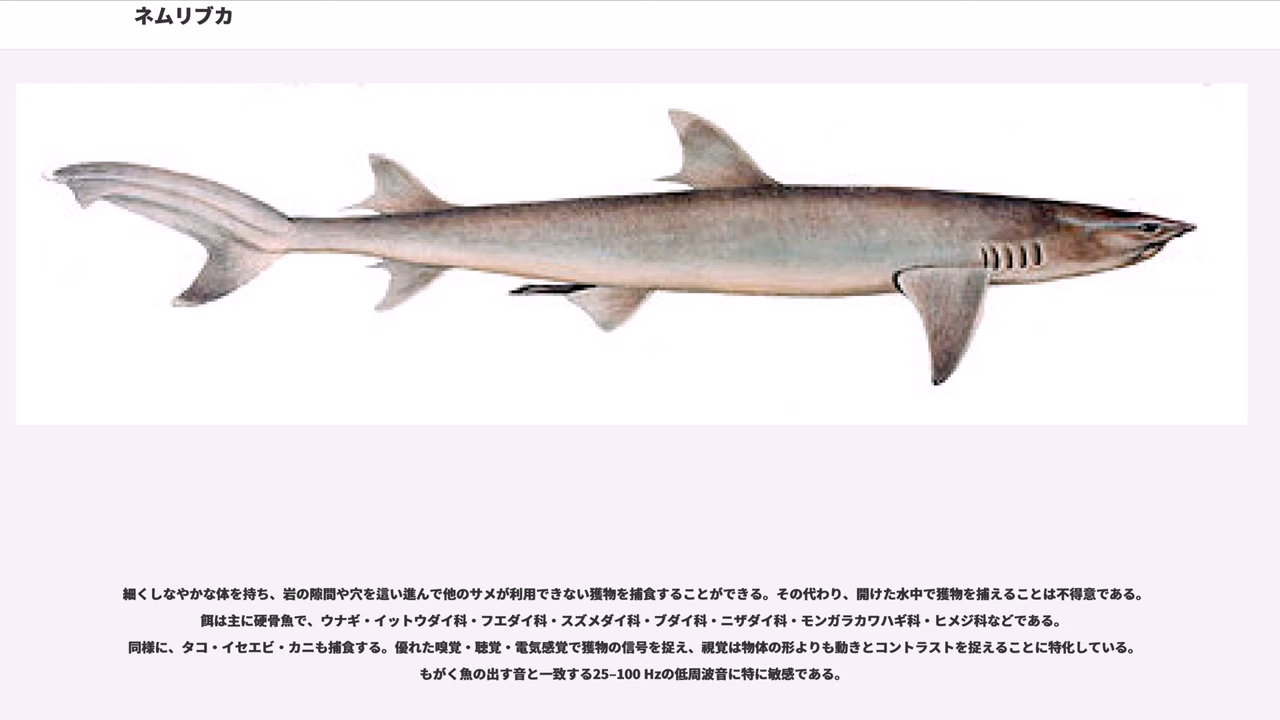 ネムリブカ
細くしなやかな体を持ち、岩の隙間や穴を這い進んで他のサメが利用できない獲物を捕食することができる。その代わり、開けた水中で獲物を捕えることは不得意である。
餌は主に硬骨魚で、ウナギ・イットウダイ科・フエダイ科・スズメダイ科・ブダイ科・ニザダイ科・モンガラカワハギ科・ヒメジ科などである。
同様に、タコ・イセエビ・カニも捕食する。優れた嗅覚・聴覚・電気感覚で獲物の信号を捉え、視覚は物体の形よりも動きとコントラストを捉えることに特化している。
もがく魚の出す音と一致する25–100 Hzの低周波音に特に敏感である。